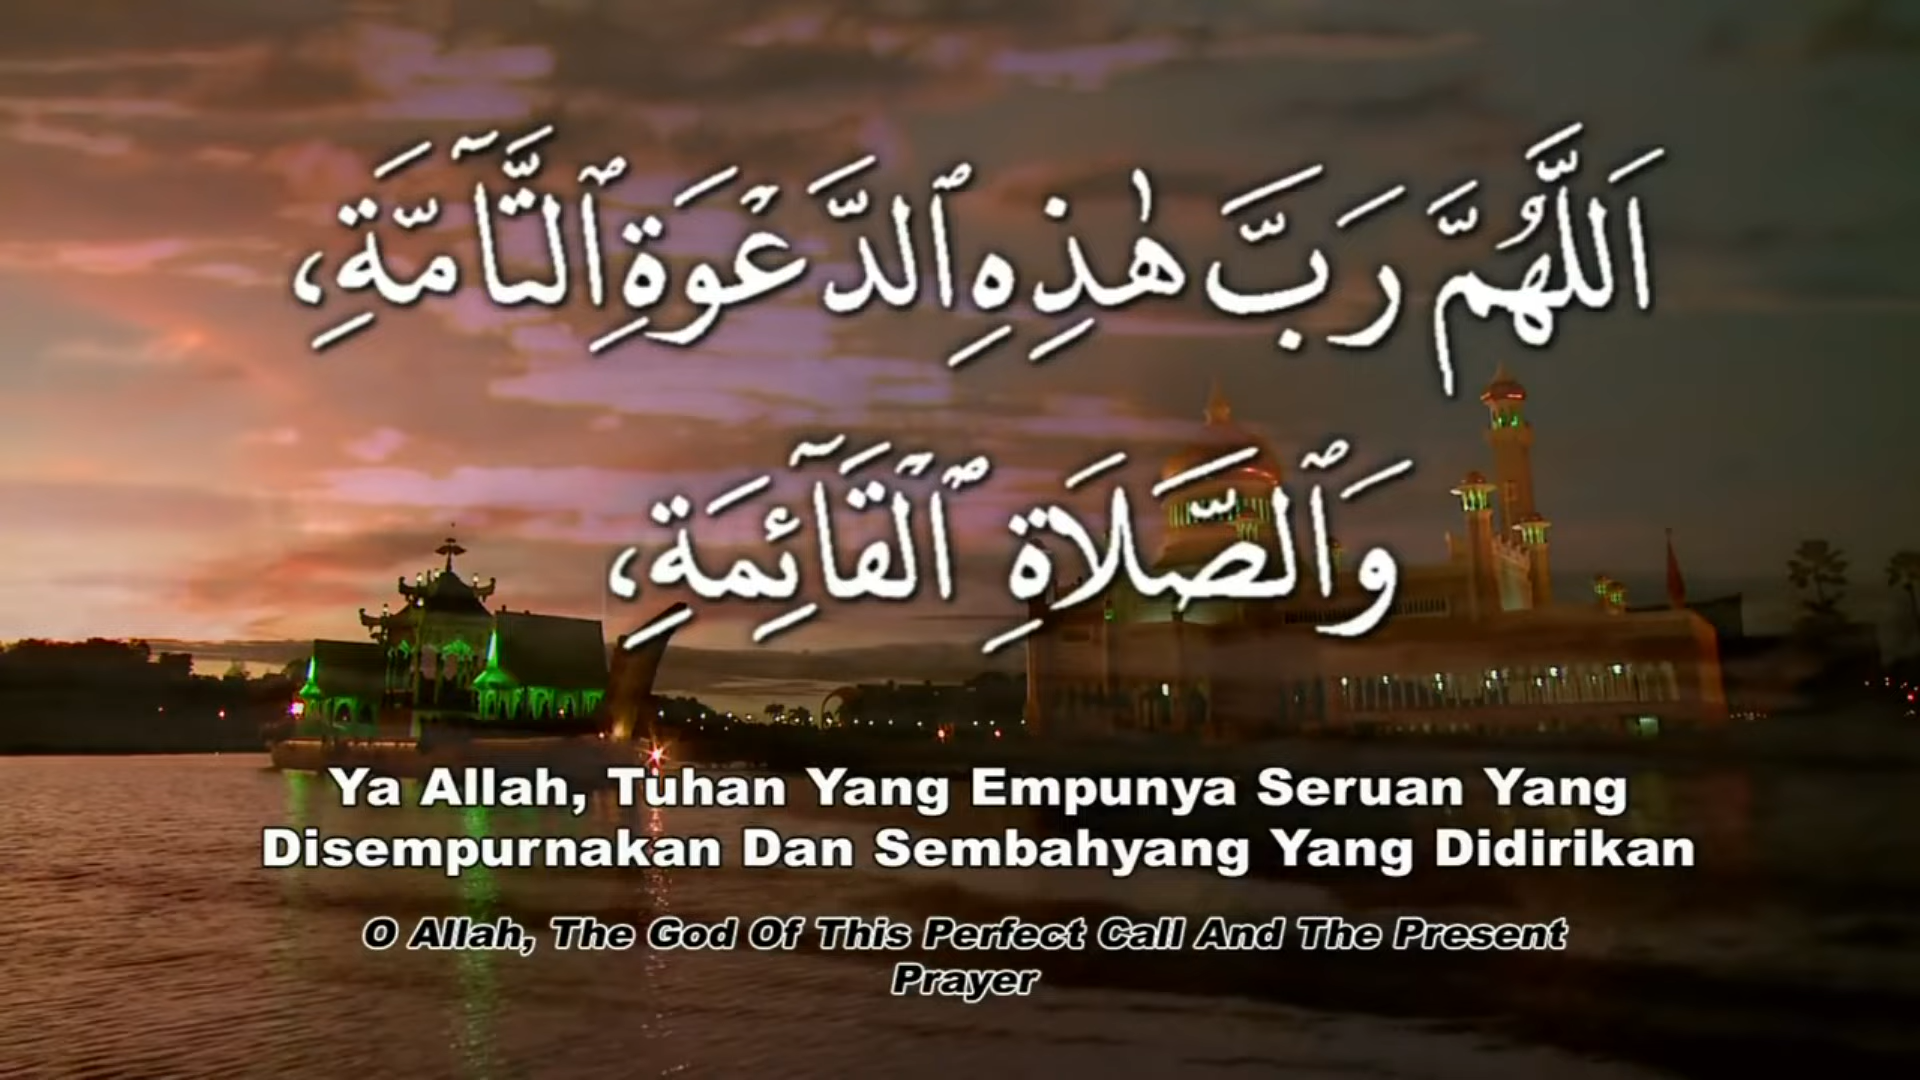 اَللّٰهُمَّ رَبَّ هٰذِهِ ٱلدَّعْوَةِ ٱلتَّآمَّةِ،
وَٱلصَّلَاةِ ٱلْقَآئِمَةِ،
Ya Allah, Tuhan Yang Empunya Seruan Yang
Disempurnakan Dan Sembahyang Yang Didirikan
O Allah, The God Of This Perfect Call And The Present
Prayer